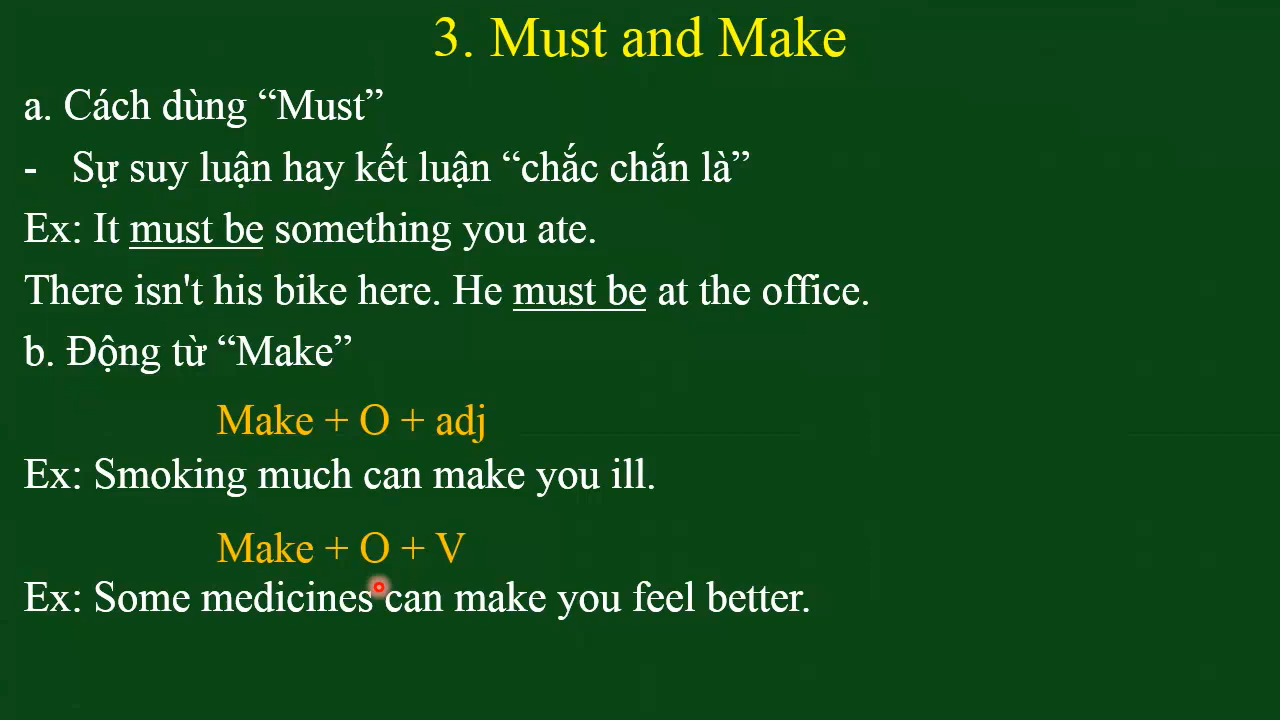 3. Must and Make
a. Cách dùng “Must”
- Sự suy luận hay kết luận “chắc chắn là”
Ex: It must be something you ate.
There isn't his bike here. He must be at the office.
b. Động từ “Make”
Make + O + adj
Ex: Smoking much can make you ill.
Make + O + V
Ex: Some medicines can make you feel better.